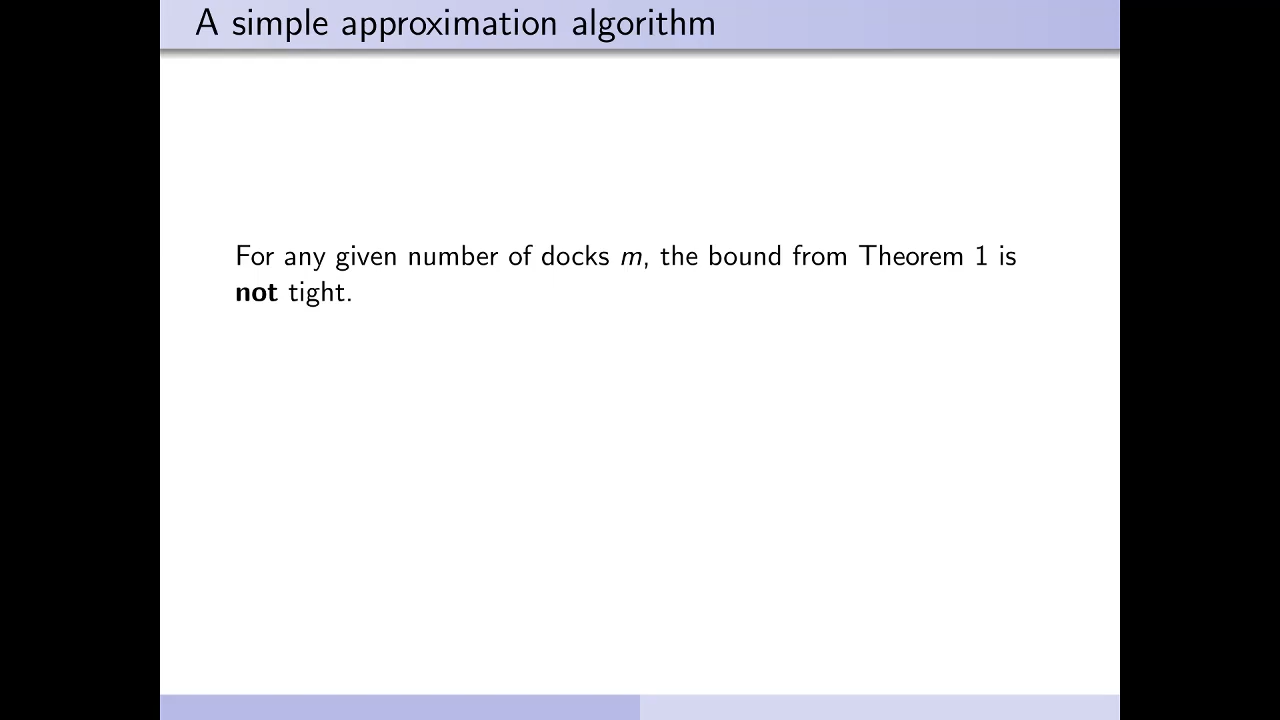 A simple approximation algorithm
For any given number of docks m, the bound from Theorem 1 is
not tight.